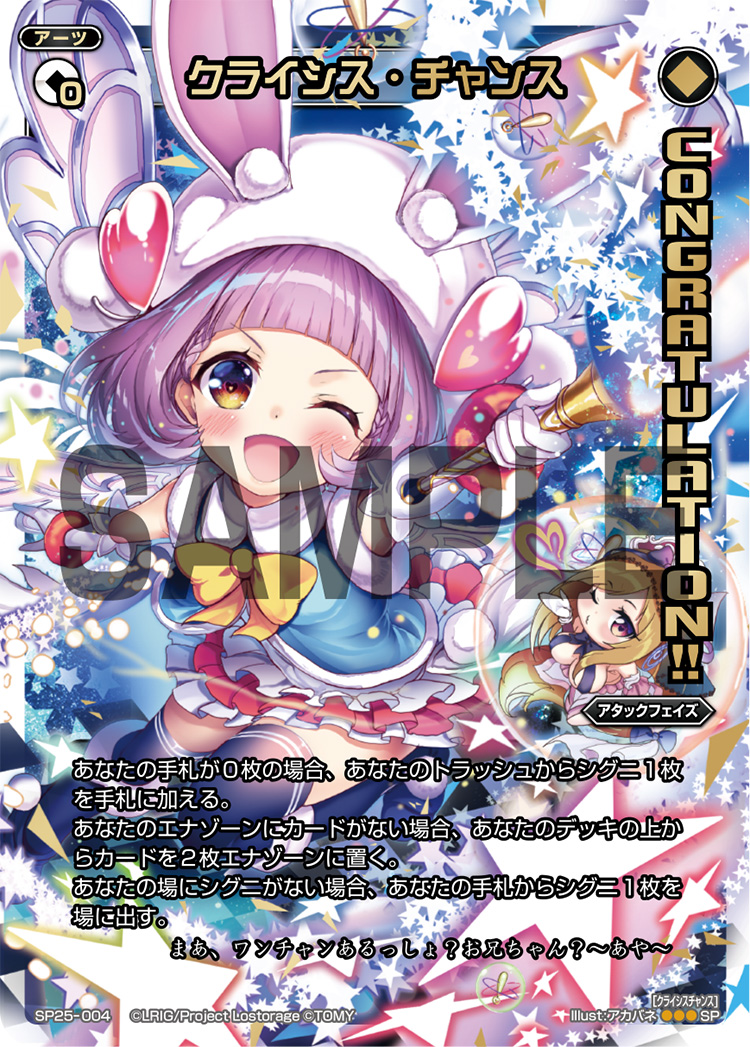 アーツ
0
クライシス・チャンス
CONGRATULATION!!
SAMPLE
アタックフェイズ
あなたの手札が0枚の場合、あなたのトラッシュからシグニ1枚
を手札に加える。
あなたのエナゾーンにカードがない場合、あなたのデッキの上か
らカードを2枚エナゾーンに置く。
あなたの場にシグニがない場合、あなたの手札からシグニ1枚を
場に出す。
まあ、ワンチャンあるっしょ?お兄ちゃん?~あや~
[クライシスチャンス]
SP25-004 ©LRIG/Project Lostorage ©TOMY Illust:アカバネ SP